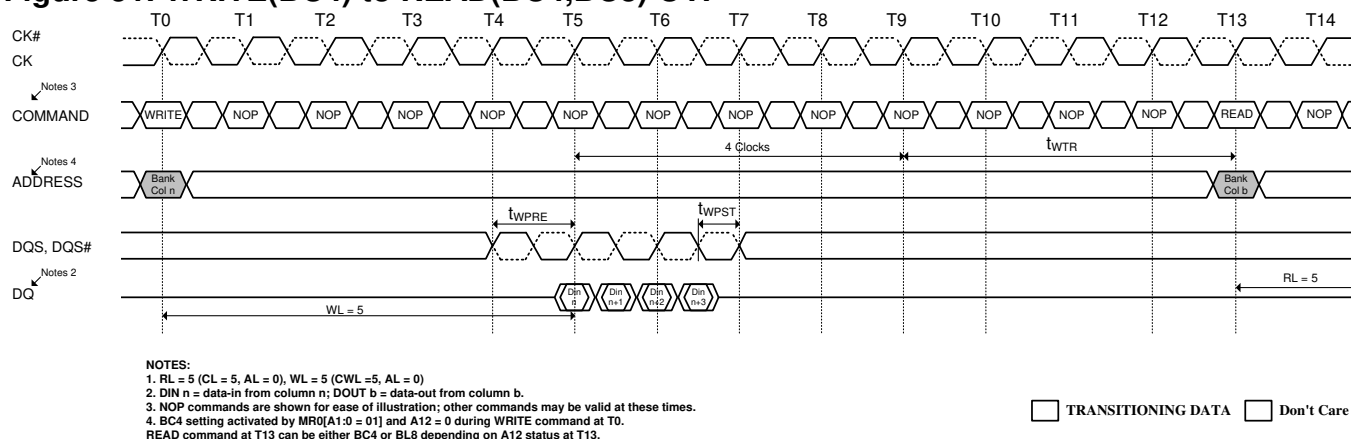 Figure WRITE(BC4) to
T0 T1 T2 T3 T4 T5 T6 T7 T8 T9 T10 T11 T12 T13 T14
CK#
CK
Notes 3
COMMAND WRITE NOP NOP NOP NOP NOP NOP NOP NOP NOP NOP NOP NOP READ NOP
4 Clocks tWTR
Notes 4
ADDRESS
Bank
Col n
Bank
Col b
tWPRE tWPST
DQS, DQS#
Notes 2
DQ
Din
n
Din
n+1
Din
n+2
Din
n+3
RL = 5
WL = 5
NOTES:
1. RL = 5 (CL = 5, AL = 0), WL = 5 (CWL =5, AL = 0)
2. DIN n = data-in from column n; DOUT b = data-out from column b.
3. NOP commands are shown for ease of illustration; other commands may be valid at these times.
4. BC4 setting activated by MR0[A1:0 = 01] and A12 = 0 during WRITE command at T0.
READ command at T13 can be either BC4 or BL8 depending on A12 status at T13.
TRANSITIONING DATA Don't Care